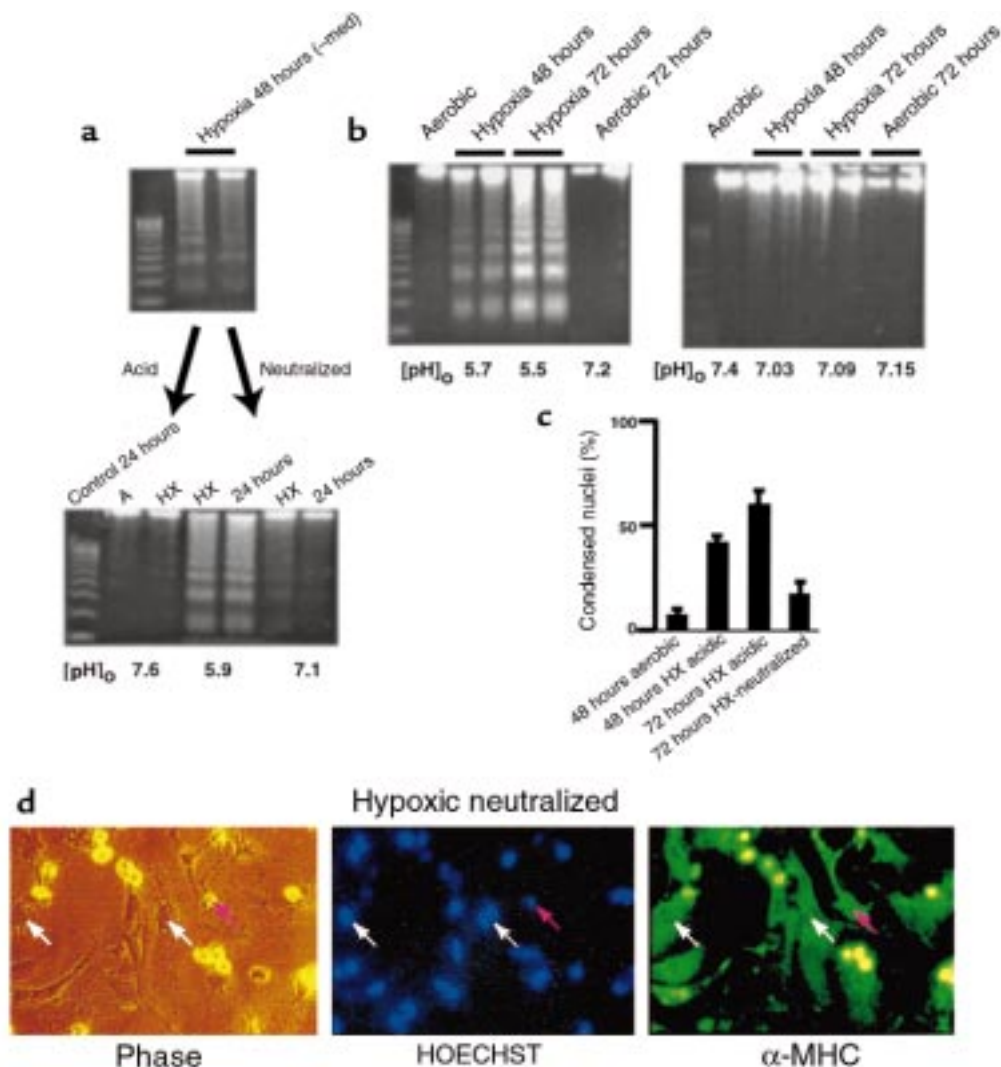 a
Hypoxia 48 hours (–med)
Acid
Neutralized
Control 24 hours
A
HX
HX
24 hours
HX
24 hours
[pH]o 7.6 5.9 7.1
b
Aerobic
Hypoxia 48 hours
Hypoxia 72 hours
Aerobic 72 hours
[pH]o 5.7 5.5 7.2
Aerobic
Hypoxia 48 hours
Hypoxia 72 hours
Aerobic 72 hours
[pH]o 7.4 7.03 7.09 7.15
c
Condensed nuclei (%)
100
50
0
48 hours aerobic
48 hours HX acidic
72 hours HX acidic
72 hours HX-neutralized
d
Hypoxic neutralized
Phase
HOECHST
α-MHC